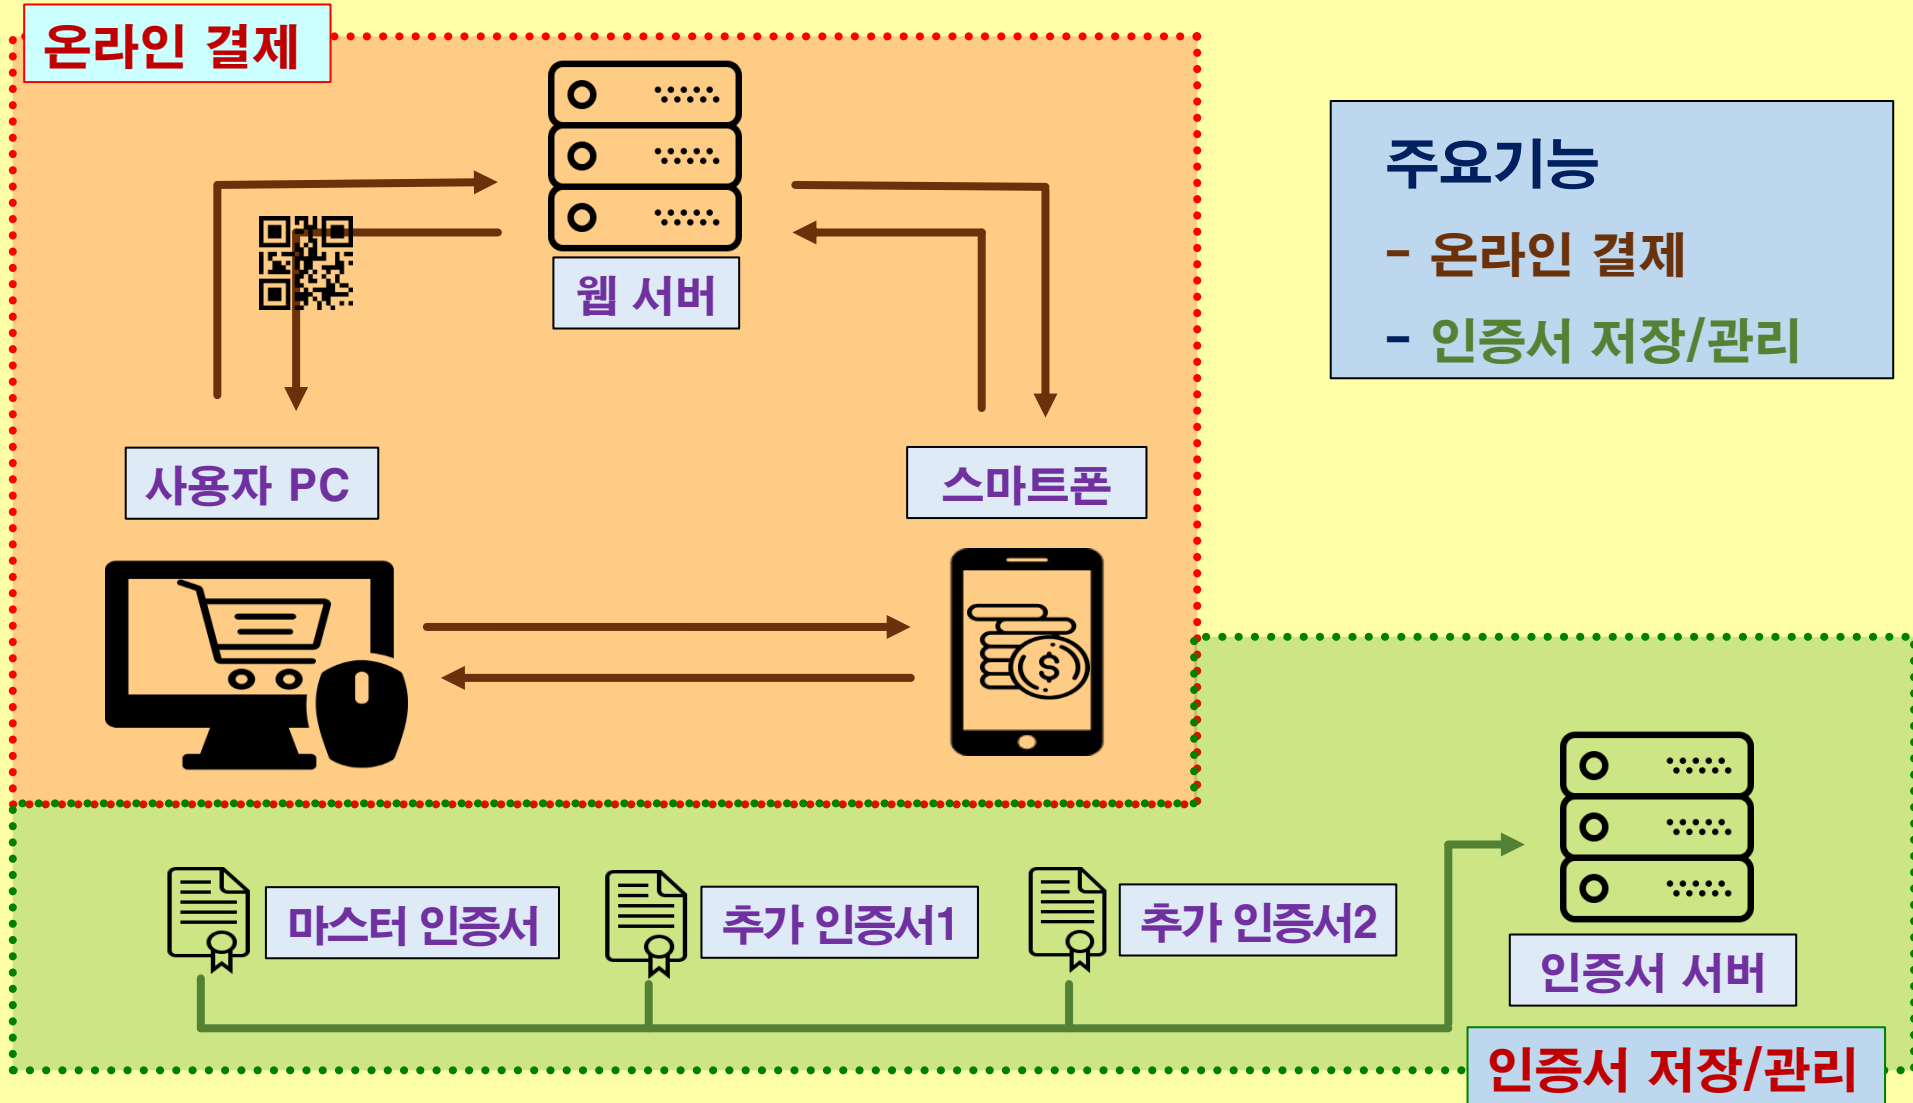 온라인 결제
웹 서버
주요기능
- 온라인 결제
- 인증서 저장/관리
사용자 PC
스마트폰
$
마스터 인증서
추가 인증서1
추가 인증서2
인증서 서버
인증서 저장/관리